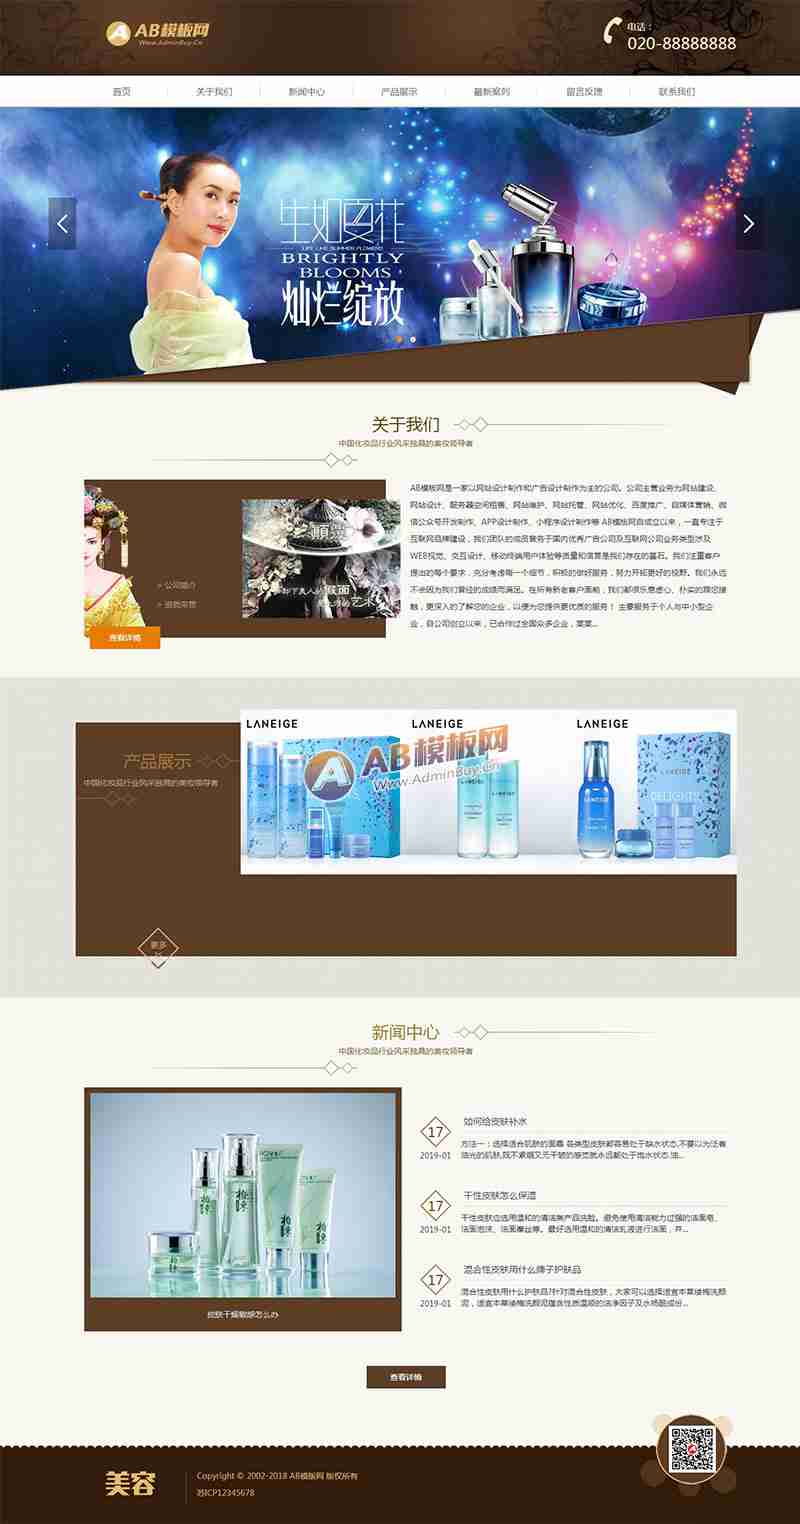 AB模板网
Www.AdminBuy.Cn
电话：
020-88888888
首页
关于我们
新闻中心
产品展示
最新案列
留言反馈
联系我们
生如夏花
LIFE LIKE SUMMER FLOWERS
BRIGHTLY
BLOOMS
灿烂绽放
关于我们
中国化妆品行业风采独具的美妆领导者
> 公司简介
> 资质荣誉
查看详情
AB模板网是一家以网站设计制作和广告设计制作为主的公司。公司主营业务为网站建设、
网站设计、服务器空间租售、网站维护、网站托管、网站优化、百度推广、自媒体营销、微
信公众号开发制作、APP设计制作、小程序设计制作等 AB模板网自成立以来，一直专注于
互联网品牌建设，我们团队的成员曾务于国内优秀广告公司及互联网公司业务类型涉及
WEB视觉、交互设计、移动终端用户体验等质量和信誉是我们存在的基石。我们注重客户
提出的每个要求，充分考虑每一个细节，积极的做好服务，努力开拓更好的视野。我们永远
不会因为我们曾经的成绩而满足。在所有新老客户面前，我们都很乐意虚心、朴实的跟您接
触，更深入的了解您的企业，以便为您提供更优质的服务！ 主要服务于个人与中小型企
业，自公司创立以来，已合作过全国众多企业，某某...
产品展示
中国化妆品行业风采独具的美妆领导者
LANEIGE
LANEIGE
LANEIGE
AB模板网
Www.AdminBuy.Cn
更多
新闻中心
中国化妆品行业风采独具的美妆领导者
皮肤干燥敏感怎么办
17
2019-01
如何给皮肤补水
方法一：选择适合肌肤的面霜 各类型皮肤都容易处于缺水状态,不要以为泛着
油光的肌肤,既不紧绷又无干皱的感觉就永远都处于饱水状态.油...
17
2019-01
干性皮肤怎么保湿
干性皮肤应选用温和的清洁类产品洗脸。避免使用清洁能力过强的洁面皂、
洁面泡沫、洁面摩丝等。最好选用温和的清洁乳液进行洁面，并...
17
2019-01
混合性皮肤用什么牌子护肤品
混合性皮肤用什么护肤品?针对混合性皮肤，大家可以选择适宜本草缕梅洗颜
泥，适宜本草缕梅洗颜泥蕴含性质温顺的洁净因子及水杨酸成份...
查看详情
美容
Copyright © 2002-2018 AB模板网 版权所有
苏ICP12345678